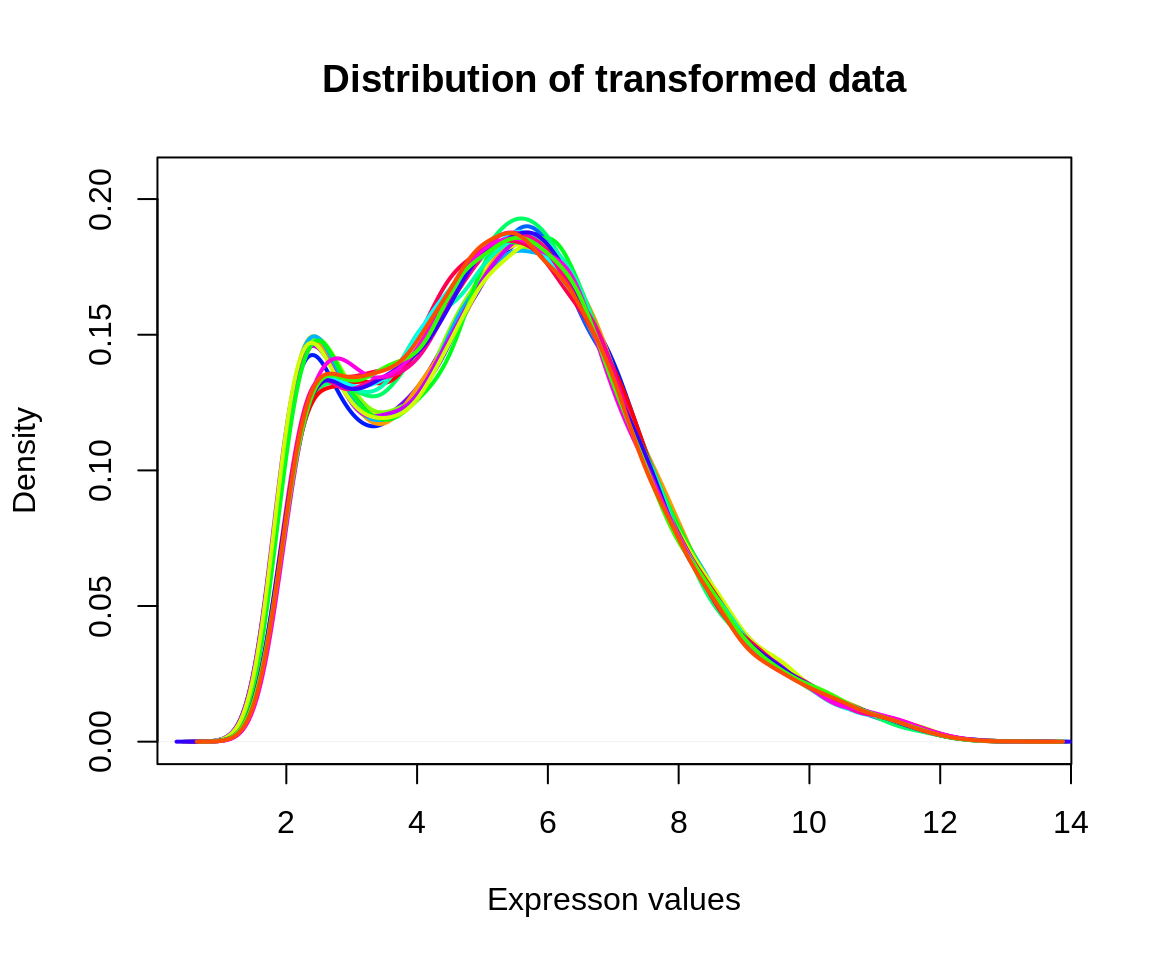 Distribution of transformed data
Density
0.20
0.15
0.10
0.05
0.00
2 4 6 8 10 12 14
Expresson values